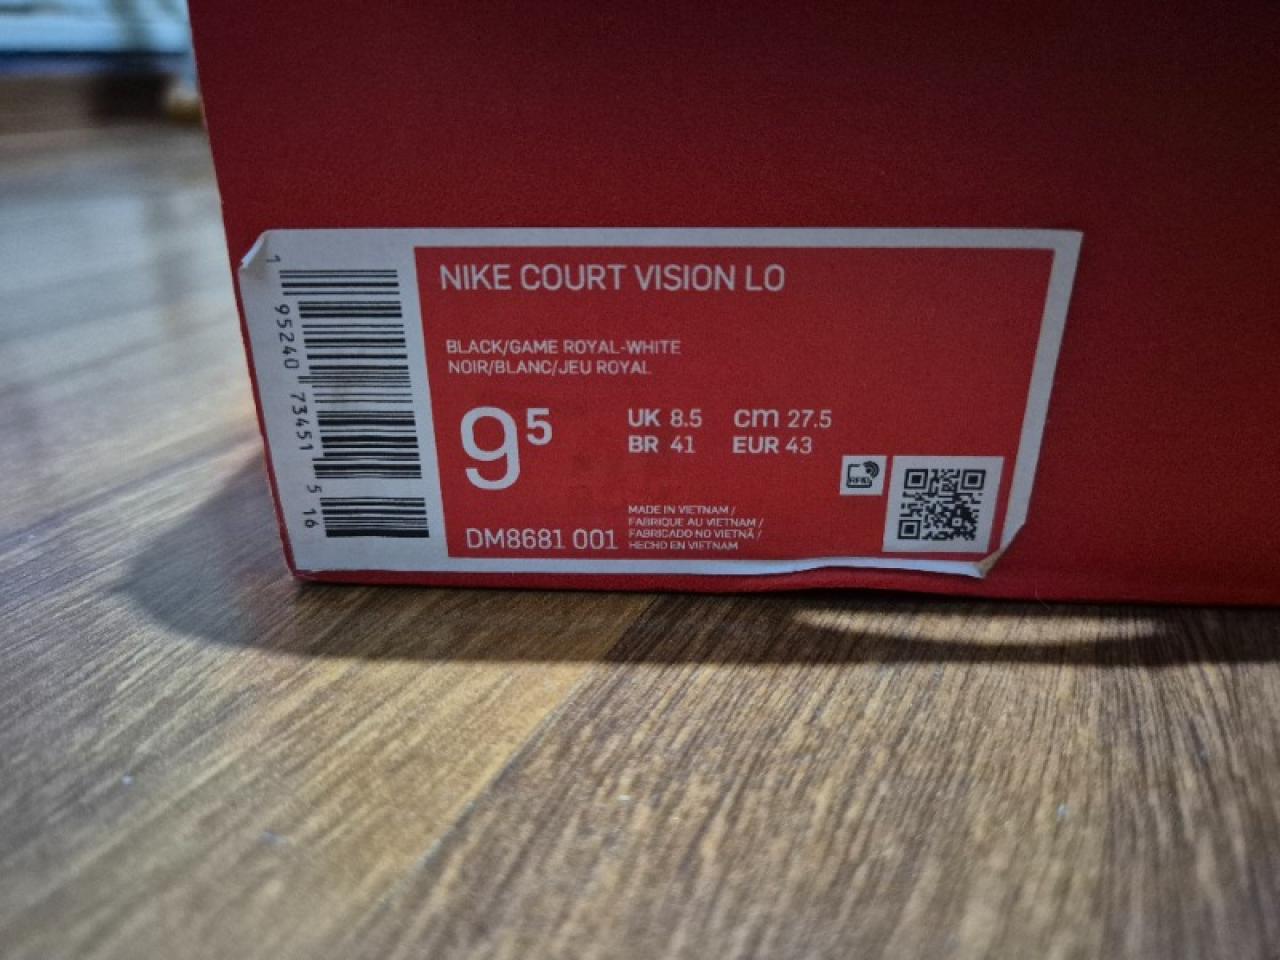 NIKE COURT VISION LO
BLACK/GAME ROYAL-WHITE
NOIR/BLANC/JEU ROYAL
9⁵
UK 8.5 cm 27.5
BR 41 EUR 43
DM8681 001
MADE IN VIETNAM /
FABRIQUE AU VIETNAM /
FABRICADO NO VIETNÃ /
HECHO EN VIETNAM
RFID
1 95240 73451 5 16